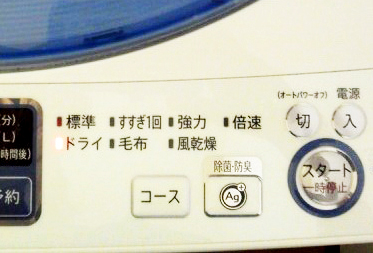 (オートパワーオフ) 電源
切 入
標準 すすぎ1回 強力 倍速
ドライ 毛布 風乾燥
分)
L)
時間後)
予約
コース
除菌・防臭
Ag+
スタート
一時停止